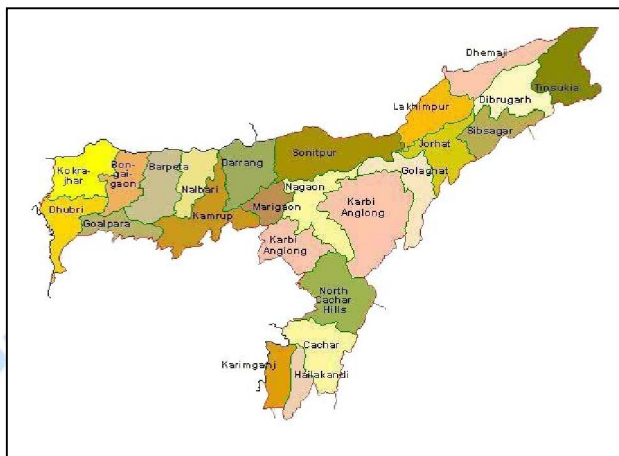 Dhemaji
Tinsukia
Dibrugarh
Lakhimpur
Sibsagar
Jorhat
Sonitpur
Golaghat
Darrang
Nagaon
Barpeta
Bon-
gai-
gaon
Kokra-
jhar
Nalbari
Marigaon
Karbi
Anglong
Dhubri
Kamrup
Goalpara
Karbi
Anglong
North
Cachar
Hills
Cachar
Karimganj
Hailakandi